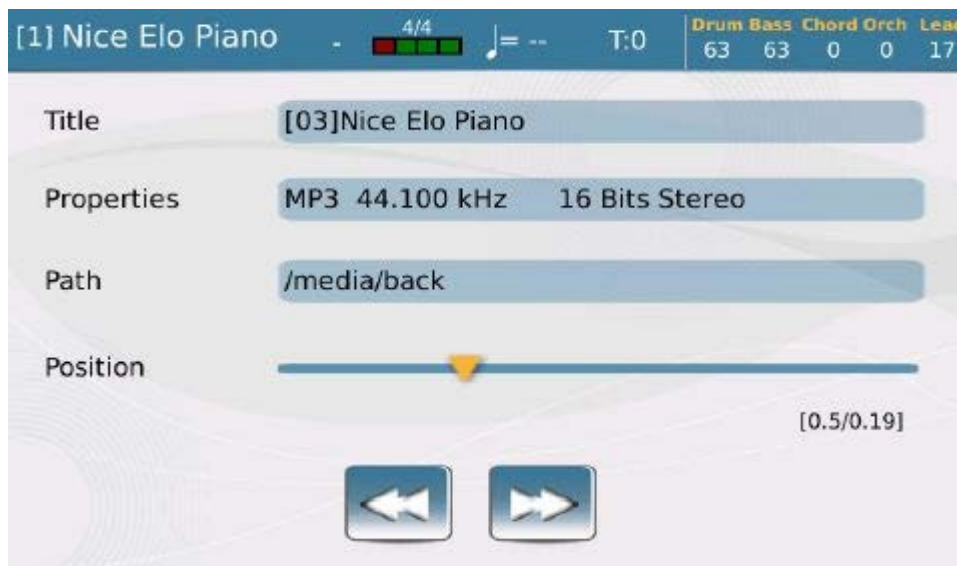 [1] Nice Elo Piano - 4/4 ♩= -- T:0 Drum Bass Chord Orch
63 63 0 0 17
Title [03]Nice Elo Piano
Properties MP3 44.100 kHz 16 Bits Stereo
Path /media/back
Position
[0.5/0.19]